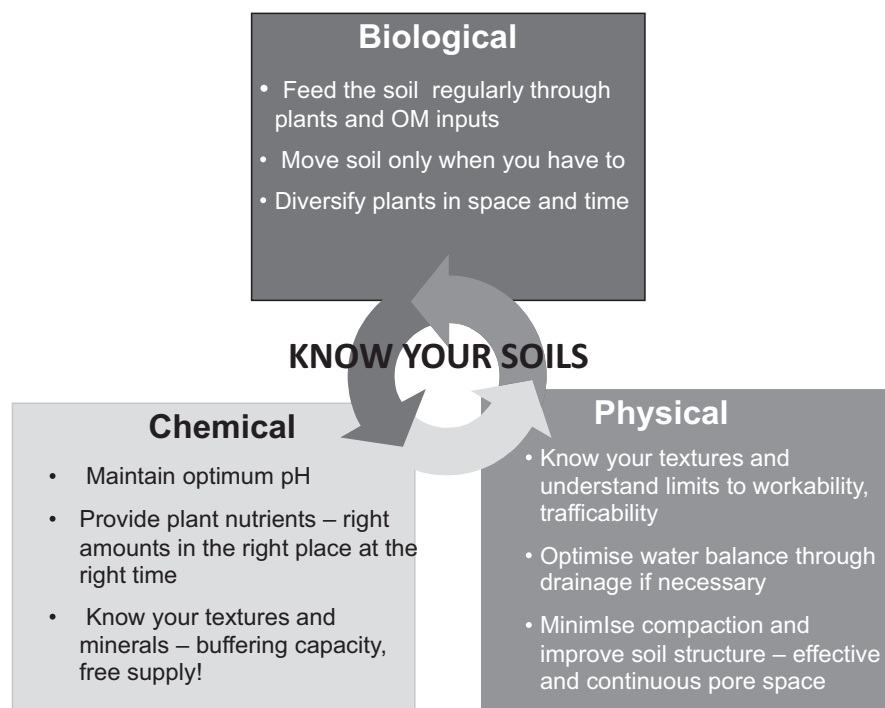 Biological
• Feed the soil regularly through
plants and OM inputs
• Move soil only when you have to
• Diversify plants in space and time
KNOW YOUR SOILS
Chemical
• Maintain optimum pH
• Provide plant nutrients – right
amounts in the right place at the
right time
• Know your textures and
minerals – buffering capacity,
free supply!
Physical
• Know your textures and
understand limits to workability,
trafficability
• Optimise water balance through
drainage if necessary
• MinimIse compaction and
improve soil structure – effective
and continuous pore space